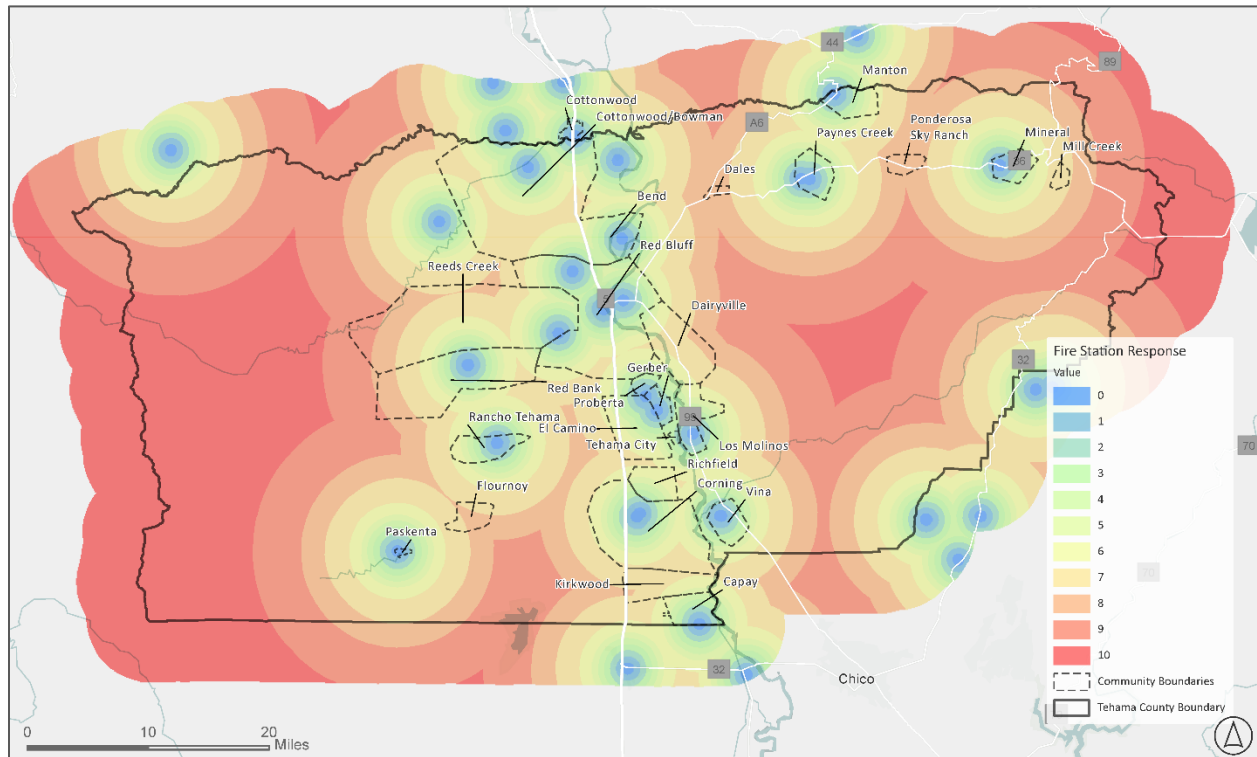 44
89
Manton
Cottonwood
Cottonwood/Bowman
A6
Paynes Creek
Ponderosa
Sky Ranch
Mineral
36
Mill Creek
Dales
Bend
Red Bluff
Reeds Creek
5
Dairyville
32
Gerber
Red Bank
Proberta
Rancho Tehama
El Camino
99
Tehama City
Los Molinos
Richfield
Flournoy
Corning
Vina
Paskenta
Kirkwood
Capay
32
Chico
70
70
Fire Station Response
Value
0
1
2
3
4
5
6
7
8
9
10
Community Boundaries
Tehama County Boundary
0
10
20
Miles